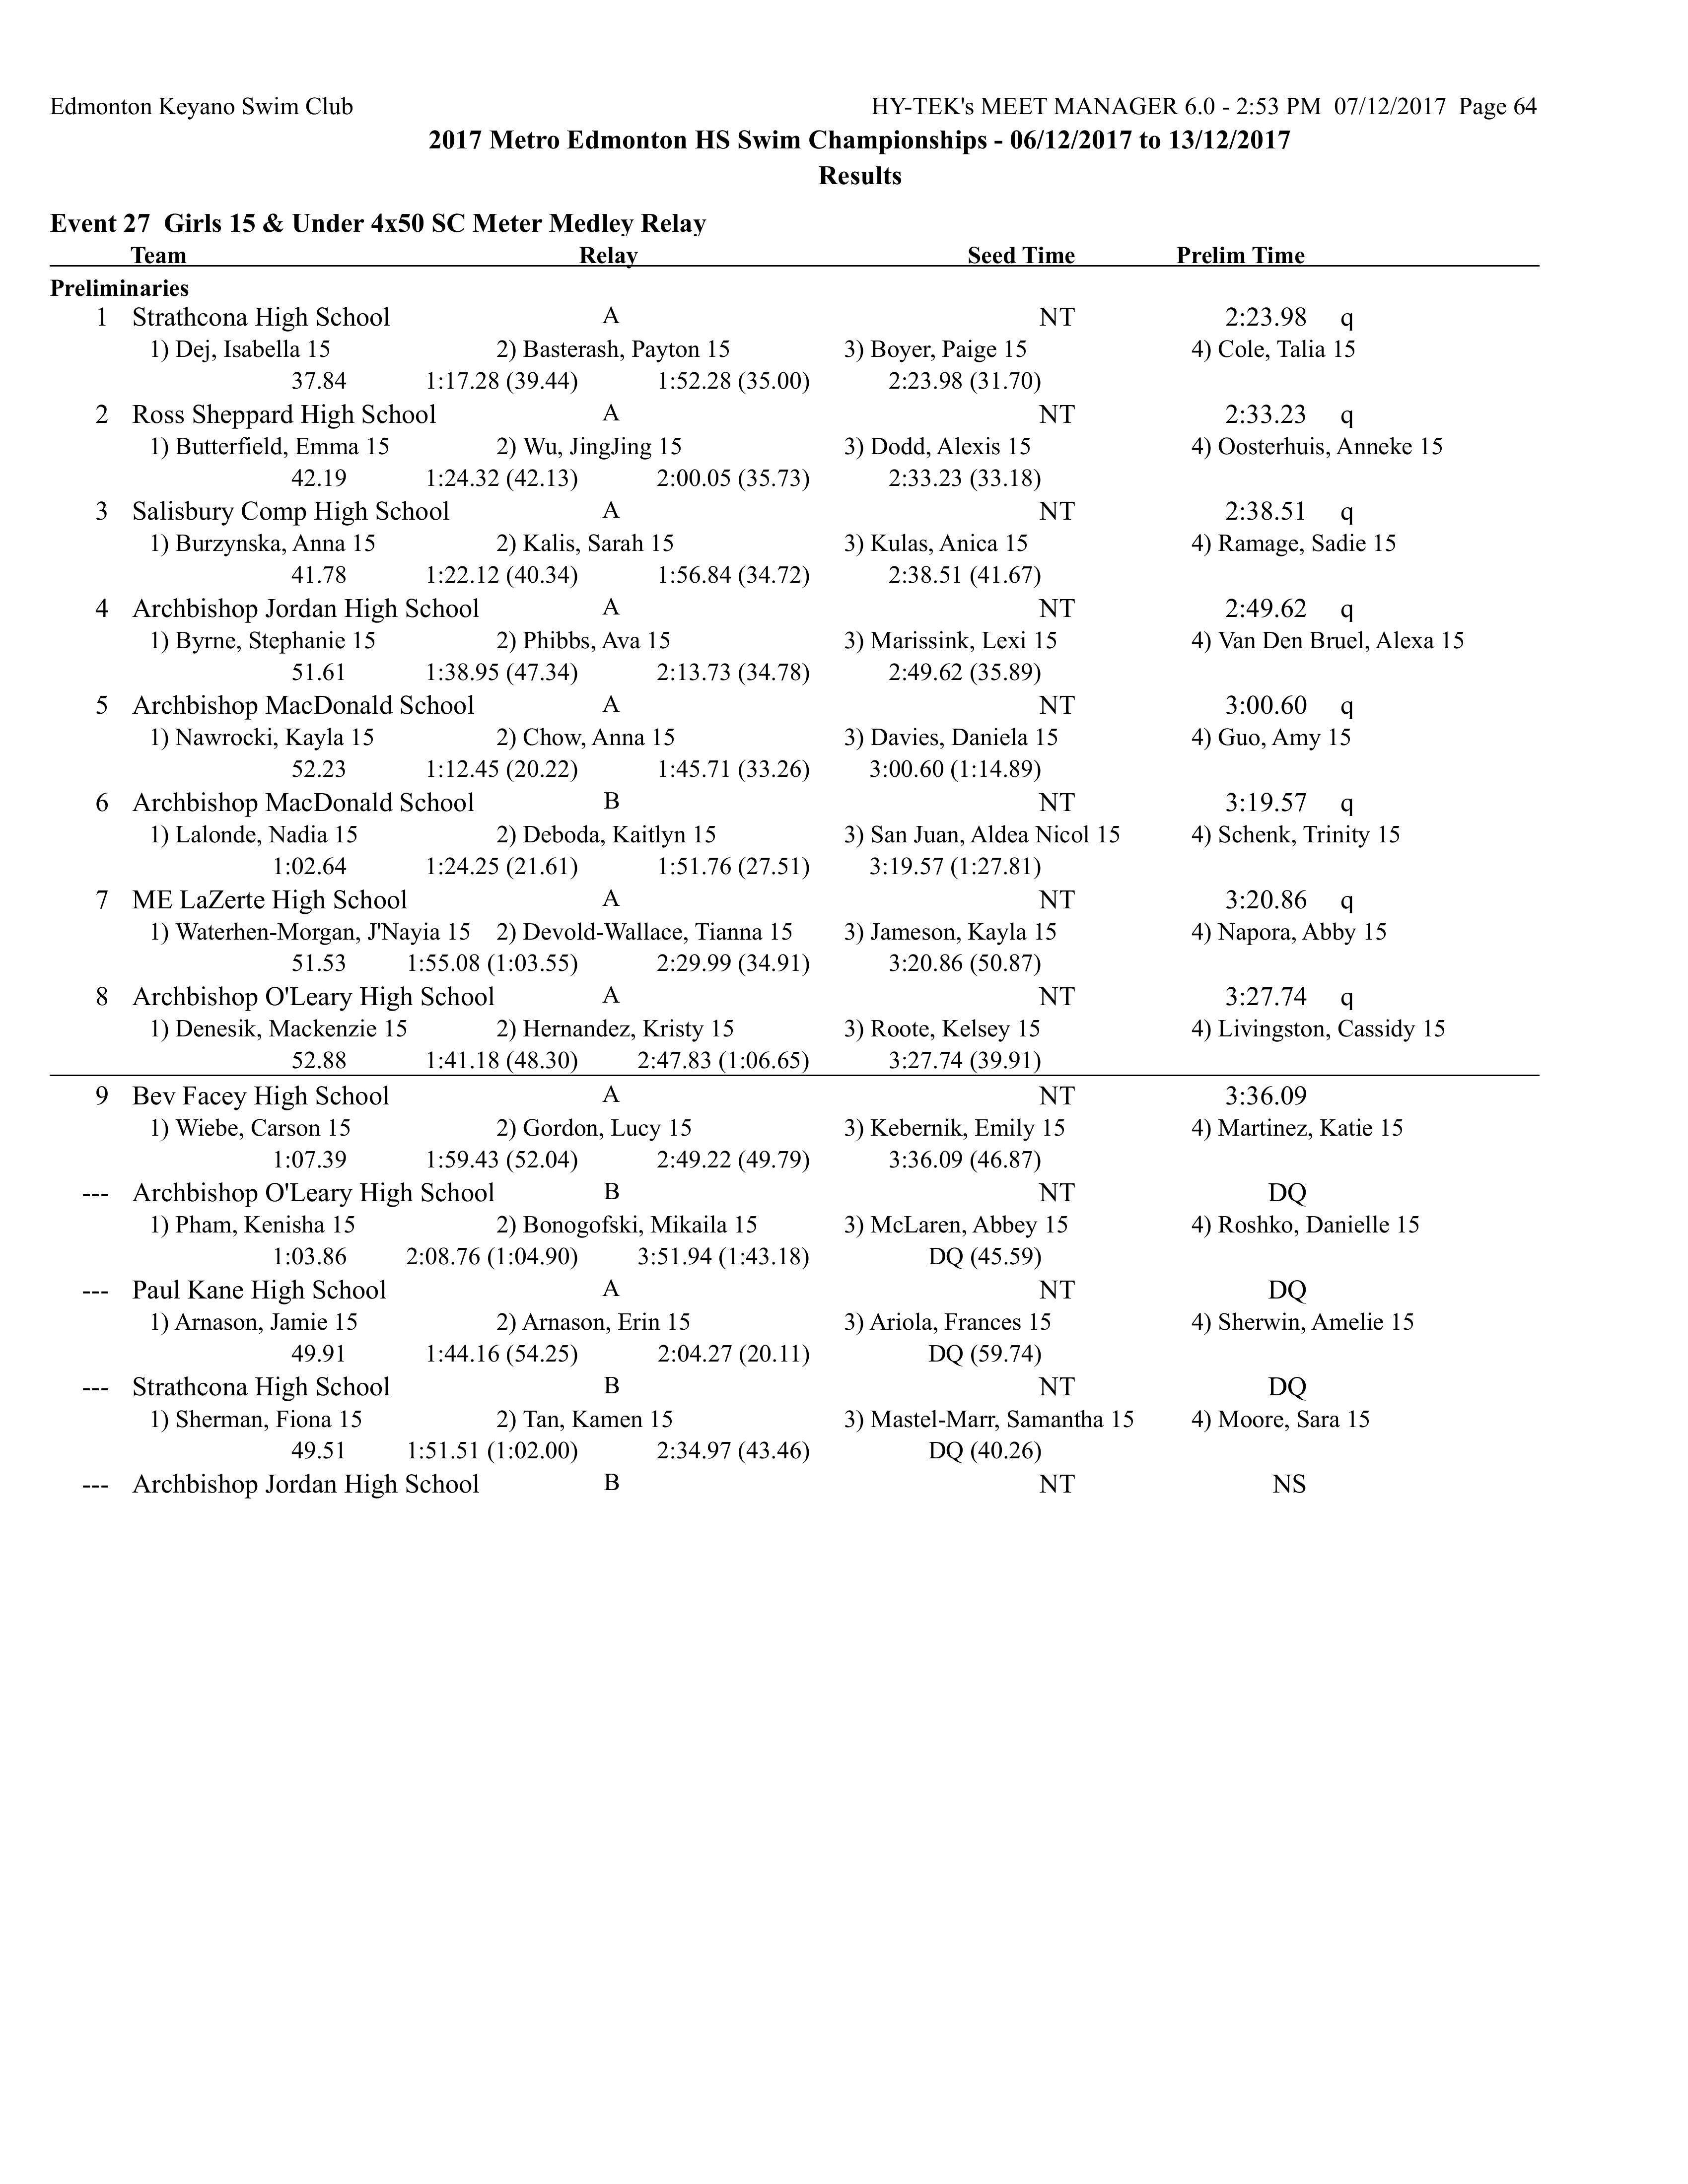 Edmonton Keyano Swim Club HY-TEK's MEET MANAGER 6.0 - 2:53 PM 07/12/2017 Page 64
2017 Metro Edmonton HS Swim Championships - 06/12/2017 to 13/12/2017
Results
Event 27 Girls 15 & Under 4x50 SC Meter Medley Relay
Team Relay Seed Time Prelim Time
Preliminaries
1 Strathcona High School A NT 2:23.98 q
1) Dej, Isabella 15 2) Basterash, Payton 15 3) Boyer, Paige 15 4) Cole, Talia 15
37.84 1:17.28 (39.44) 1:52.28 (35.00) 2:23.98 (31.70)
2 Ross Sheppard High School A NT 2:33.23 q
1) Butterfield, Emma 15 2) Wu, JingJing 15 3) Dodd, Alexis 15 4) Oosterhuis, Anneke 15
42.19 1:24.32 (42.13) 2:00.05 (35.73) 2:33.23 (33.18)
3 Salisbury Comp High School A NT 2:38.51 q
1) Burzynska, Anna 15 2) Kalis, Sarah 15 3) Kulas, Anica 15 4) Ramage, Sadie 15
41.78 1:22.12 (40.34) 1:56.84 (34.72) 2:38.51 (41.67)
4 Archbishop Jordan High School A NT 2:49.62 q
1) Byrne, Stephanie 15 2) Phibbs, Ava 15 3) Marissink, Lexi 15 4) Van Den Bruel, Alexa 15
51.61 1:38.95 (47.34) 2:13.73 (34.78) 2:49.62 (35.89)
5 Archbishop MacDonald School A NT 3:00.60 q
1) Nawrocki, Kayla 15 2) Chow, Anna 15 3) Davies, Daniela 15 4) Guo, Amy 15
52.23 1:12.45 (20.22) 1:45.71 (33.26) 3:00.60 (1:14.89)
6 Archbishop MacDonald School B NT 3:19.57 q
1) Lalonde, Nadia 15 2) Deboda, Kaitlyn 15 3) San Juan, Aldea Nicol 15 4) Schenk, Trinity 15
1:02.64 1:24.25 (21.61) 1:51.76 (27.51) 3:19.57 (1:27.81)
7 ME LaZerte High School A NT 3:20.86 q
1) Waterhen-Morgan, J'Nayia 15 2) Devold-Wallace, Tianna 15 3) Jameson, Kayla 15 4) Napora, Abby 15
51.53 1:55.08 (1:03.55) 2:29.99 (34.91) 3:20.86 (50.87)
8 Archbishop O'Leary High School A NT 3:27.74 q
1) Denesik, Mackenzie 15 2) Hernandez, Kristy 15 3) Roote, Kelsey 15 4) Livingston, Cassidy 15
52.88 1:41.18 (48.30) 2:47.83 (1:06.65) 3:27.74 (39.91)
9 Bev Facey High School A NT 3:36.09
1) Wiebe, Carson 15 2) Gordon, Lucy 15 3) Kebernik, Emily 15 4) Martinez, Katie 15
1:07.39 1:59.43 (52.04) 2:49.22 (49.79) 3:36.09 (46.87)
--- Archbishop O'Leary High School B NT DQ
1) Pham, Kenisha 15 2) Bonogofski, Mikaila 15 3) McLaren, Abbey 15 4) Roshko, Danielle 15
1:03.86 2:08.76 (1:04.90) 3:51.94 (1:43.18) DQ (45.59)
--- Paul Kane High School A NT DQ
1) Arnason, Jamie 15 2) Arnason, Erin 15 3) Ariola, Frances 15 4) Sherwin, Amelie 15
49.91 1:44.16 (54.25) 2:04.27 (20.11) DQ (59.74)
--- Strathcona High School B NT DQ
1) Sherman, Fiona 15 2) Tan, Kamen 15 3) Mastel-Marr, Samantha 15 4) Moore, Sara 15
49.51 1:51.51 (1:02.00) 2:34.97 (43.46) DQ (40.26)
--- Archbishop Jordan High School B NT NS